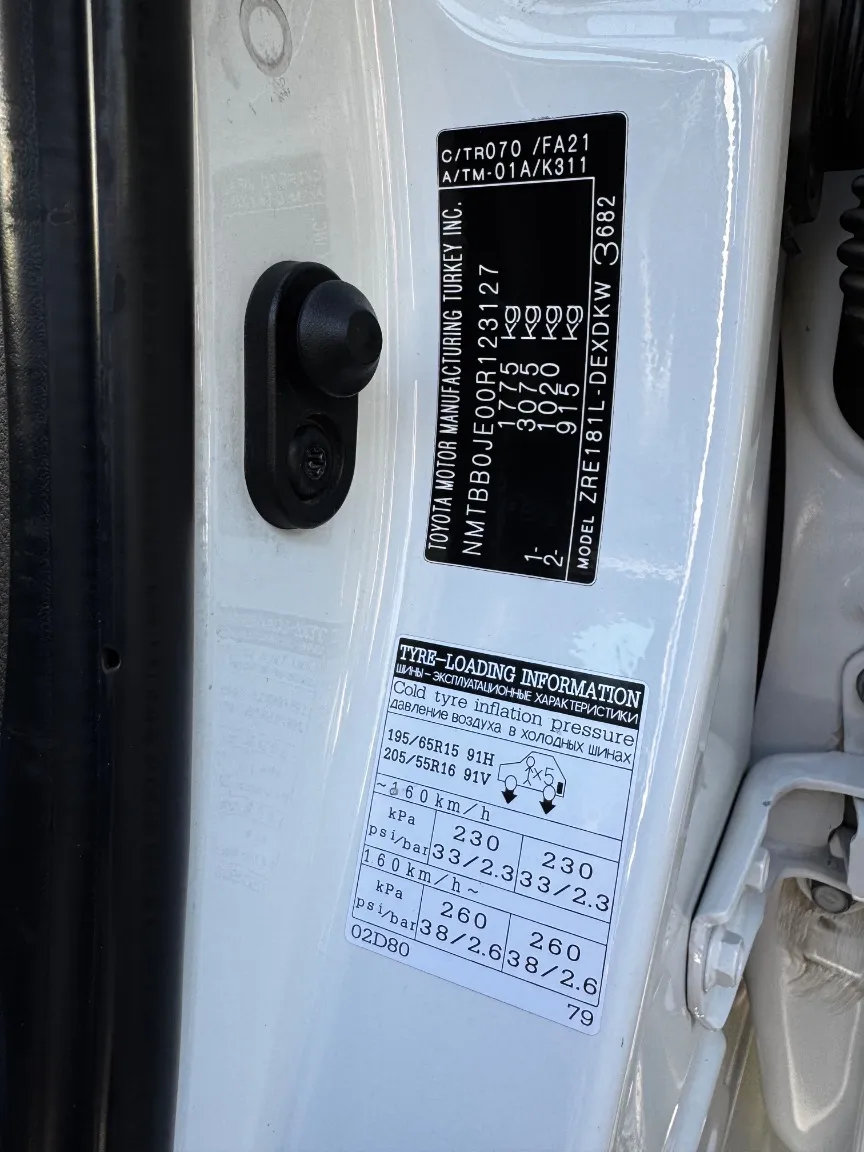 C/TR070 /FA21
A/TM-01A/K311
TOYOTA MOTOR MANUFACTURING TURKEY INC.
NMTBB0JE00R123127
1775 kg
3075 kg
1- 1020 kg
2- 915 kg
MODEL ZRE181L-DEXDKW 3682
TYRE-LOADING INFORMATION
ШИНЫ - ЭКСПЛУАТАЦИОННЫЕ ХАРАКТЕРИСТИКИ
Cold tyre inflation pressure
давление воздуха в холодных шинах
195/65R15 91H
205/55R16 91V
×5
~160km/h
kPa 230 230
psi/bar 33/2.3 33/2.3
160km/h~
kPa 260 260
psi/bar 38/2.6 38/2.6
02D80
79